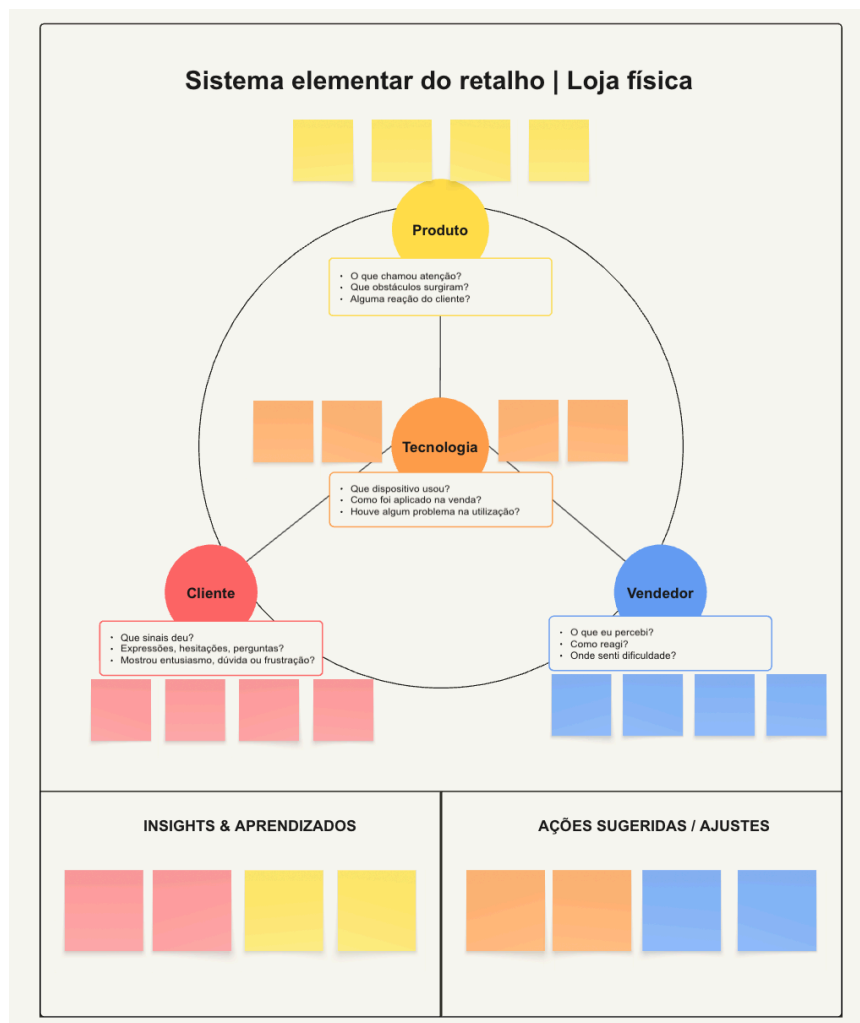 Sistema elementar do retalho | Loja física
Produto
• O que chamou atenção?
• Que obstáculos surgiram?
• Alguma reação do cliente?
Tecnologia
• Que dispositivo usou?
• Como foi aplicado na venda?
• Houve algum problema na utilização?
Cliente
• Que sinais deu?
• Expressões, hesitações, perguntas?
• Mostrou entusiasmo, dúvida ou frustração?
Vendedor
• O que eu percebi?
• Como reagi?
• Onde senti dificuldade?
INSIGHTS & APRENDIZADOS
AÇÕES SUGERIDAS / AJUSTES